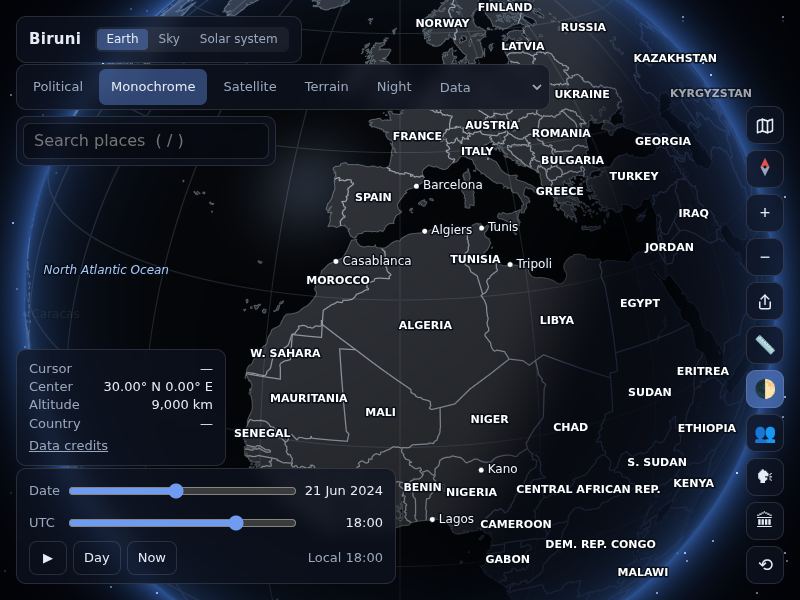 Biruni
Earth Sky Solar system
Political Monochrome Satellite Terrain Night Data
Search places ( / )
FINLAND
NORWAY
RUSSIA
LATVIA
KAZAKHSTAN
KYRGYZSTAN
UKRAINE
AUSTRIA
FRANCE
ROMANIA
GEORGIA
ITALY
BULGARIA
TURKEY
Barcelona
GREECE
SPAIN
IRAQ
Algiers
Tunis
JORDAN
Casablanca
TUNISIA
Tripoli
North Atlantic Ocean
MOROCCO
EGYPT
Caracas
LIBYA
ALGERIA
W. SAHARA
ERITREA
SUDAN
MAURITANIA
MALI
NIGER
CHAD
ETHIOPIA
SENEGAL
S. SUDAN
Kano
KENYA
BENIN
NIGERIA
CENTRAL AFRICAN REP.
Lagos
CAMEROON
DEM. REP. CONGO
GABON
MALAWI
Cursor —
Center 30.00° N 0.00° E
Altitude 9,000 km
Country —
Data credits
Date 21 Jun 2024
UTC 18:00
▶ Day Now Local 18:00